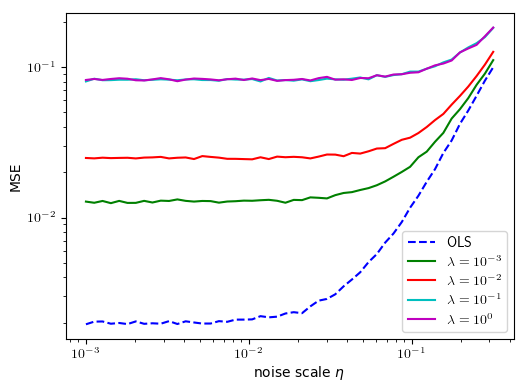 MSE
10⁻¹
10⁻²
OLS
λ = 10⁻³
λ = 10⁻²
λ = 10⁻¹
λ = 10⁰
10⁻³
10⁻²
10⁻¹
noise scale η